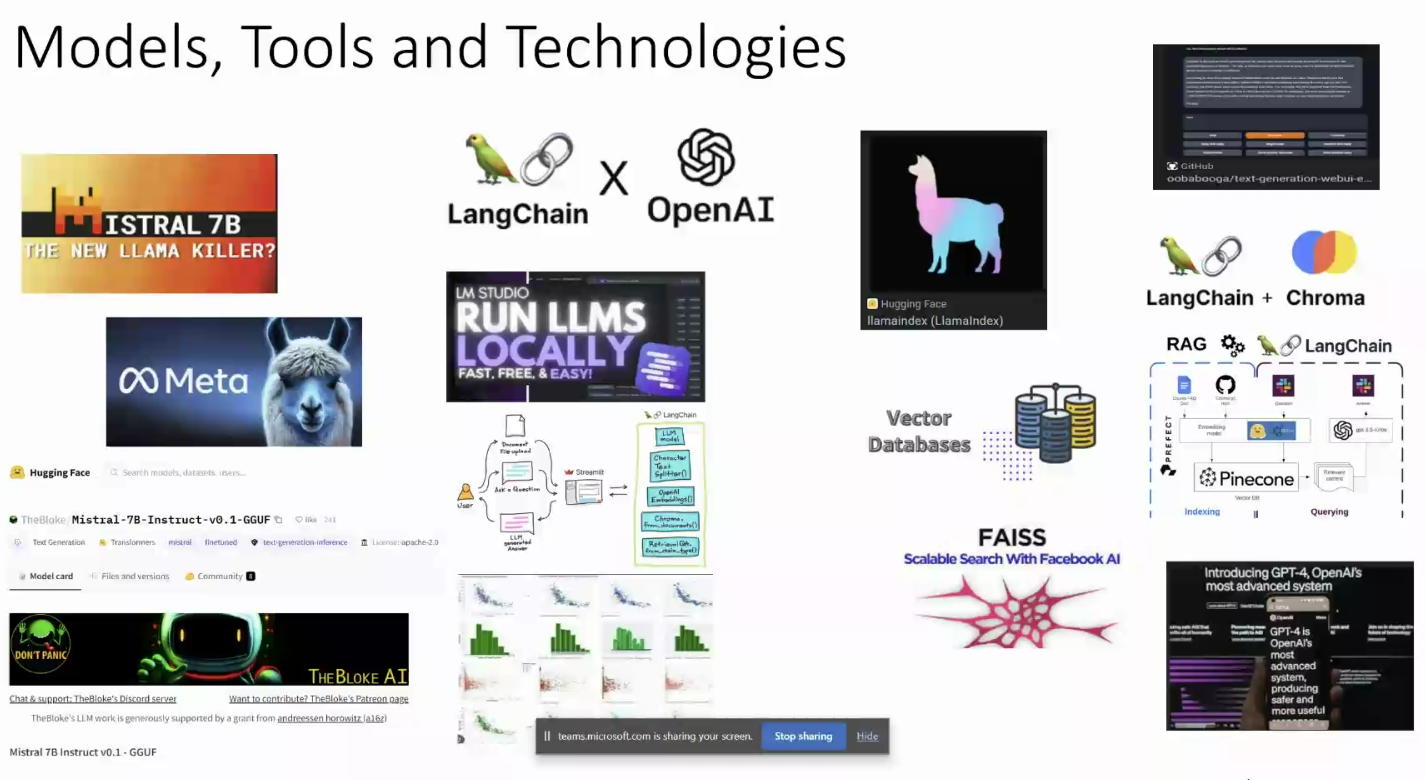 Models, Tools and Technologies
MISTRAL 7B
THE NEW LLAMA KILLER?
Meta
Hugging Face
Search models, datasets, users...
TheBloke/Mistral-7B-Instruct-v0.1-GGUF
like 241
Text Generation
Transformers
mistral
finetuned
text-generation-inference
License: apache-2.0
Model card
Files and versions
Community
DON'T PANIC
THEBLOKE AI
Chat & support: TheBloke's Discord server
Want to contribute? TheBloke's Patreon page
TheBloke's LLM work is generously supported by a grant from andreessen horowitz (a16z)
Mistral 7B Instruct v0.1 - GGUF
LangChain X OpenAI
LM STUDIO
RUN LLMS
LOCALLY
FAST, FREE, & EASY!
Document
File upload
Ask a Question
User
LLM
generated
Answer
Streamlit
LangChain
LLM
model
Character
Text
Splitter()
OpenAI
Embeddings()
Chroma.
from_documents()
RetrievalQA.
from_chain_type()
teams.microsoft.com is sharing your screen.
Stop sharing
Hide
Hugging Face
llamaindex (LlamaIndex)
Vector
Databases
FAISS
Scalable Search With Facebook AI
GitHub
oobabooga/text-generation-webui-e...
LangChain + Chroma
RAG
LangChain
PREFECT
Question
Answer
Embedding
model
Pinecone
Vector DB
Relevant
content
Indexing
Querying
Introducing GPT-4, OpenAI's
most advanced system
OpenAI
GPT-4 is
OpenAI's
most
advanced
system,
producing
safer and
more useful